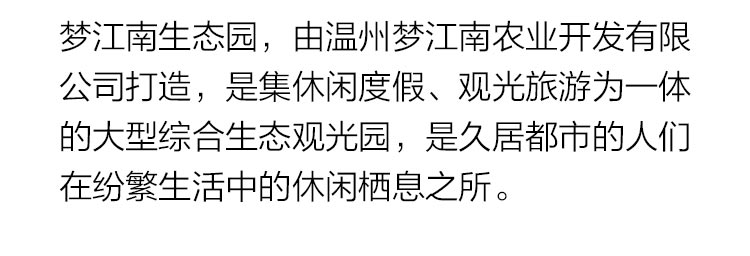 梦江南生态园，由温州梦江南农业开发有限
公司打造，是集休闲度假、观光旅游为一体
的大型综合生态观光园，是久居都市的人们
在纷繁生活中的休闲栖息之所。